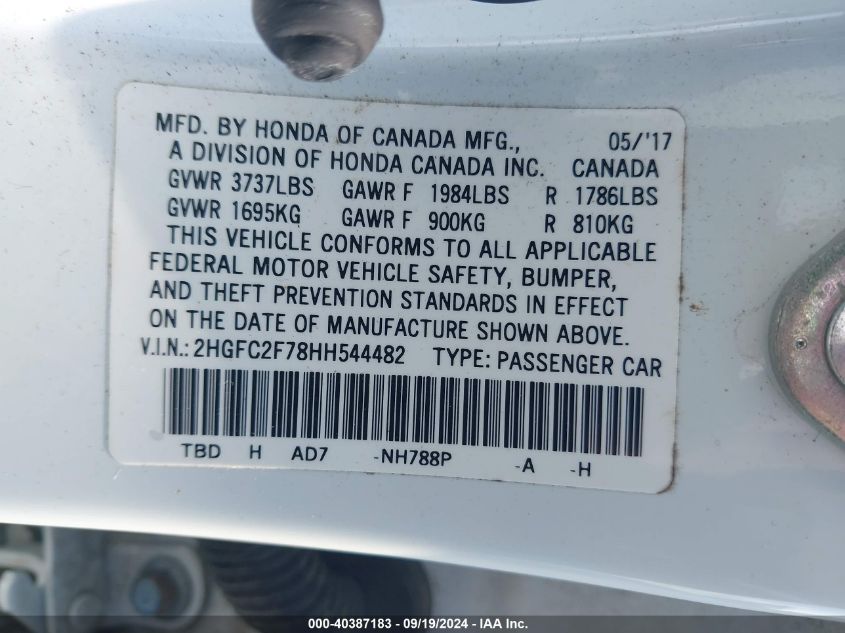 MFD. BY HONDA OF CANADA MFG., 05/'17
A DIVISION OF HONDA CANADA INC. CANADA
GVWR 3737LBS GAWR F 1984LBS R 1786LBS
GVWR 1695KG GAWR F 900KG R 810KG
THIS VEHICLE CONFORMS TO ALL APPLICABLE
FEDERAL MOTOR VEHICLE SAFETY, BUMPER,
AND THEFT PREVENTION STANDARDS IN EFFECT
ON THE DATE OF MANUFACTURE SHOWN ABOVE.
V.I.N.: 2HGFC2F78HH544482 TYPE: PASSENGER CAR
TBD H AD7 -NH788P -A -H
000-40387183 - 09/19/2024 - IAA Inc.